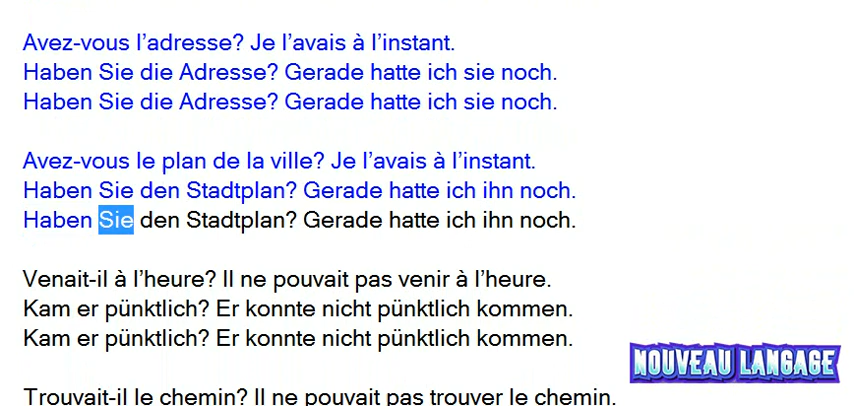 Avez-vous l’adresse? Je l’avais à l’instant.
Haben Sie die Adresse? Gerade hatte ich sie noch.
Haben Sie die Adresse? Gerade hatte ich sie noch.
Avez-vous le plan de la ville? Je l’avais à l’instant.
Haben Sie den Stadtplan? Gerade hatte ich ihn noch.
Haben Sie den Stadtplan? Gerade hatte ich ihn noch.
Venait-il à l’heure? Il ne pouvait pas venir à l’heure.
Kam er pünktlich? Er konnte nicht pünktlich kommen.
Kam er pünktlich? Er konnte nicht pünktlich kommen.
NOUVEAU LANGAGE
Trouvait-il le chemin? Il ne pouvait pas trouver le chemin.